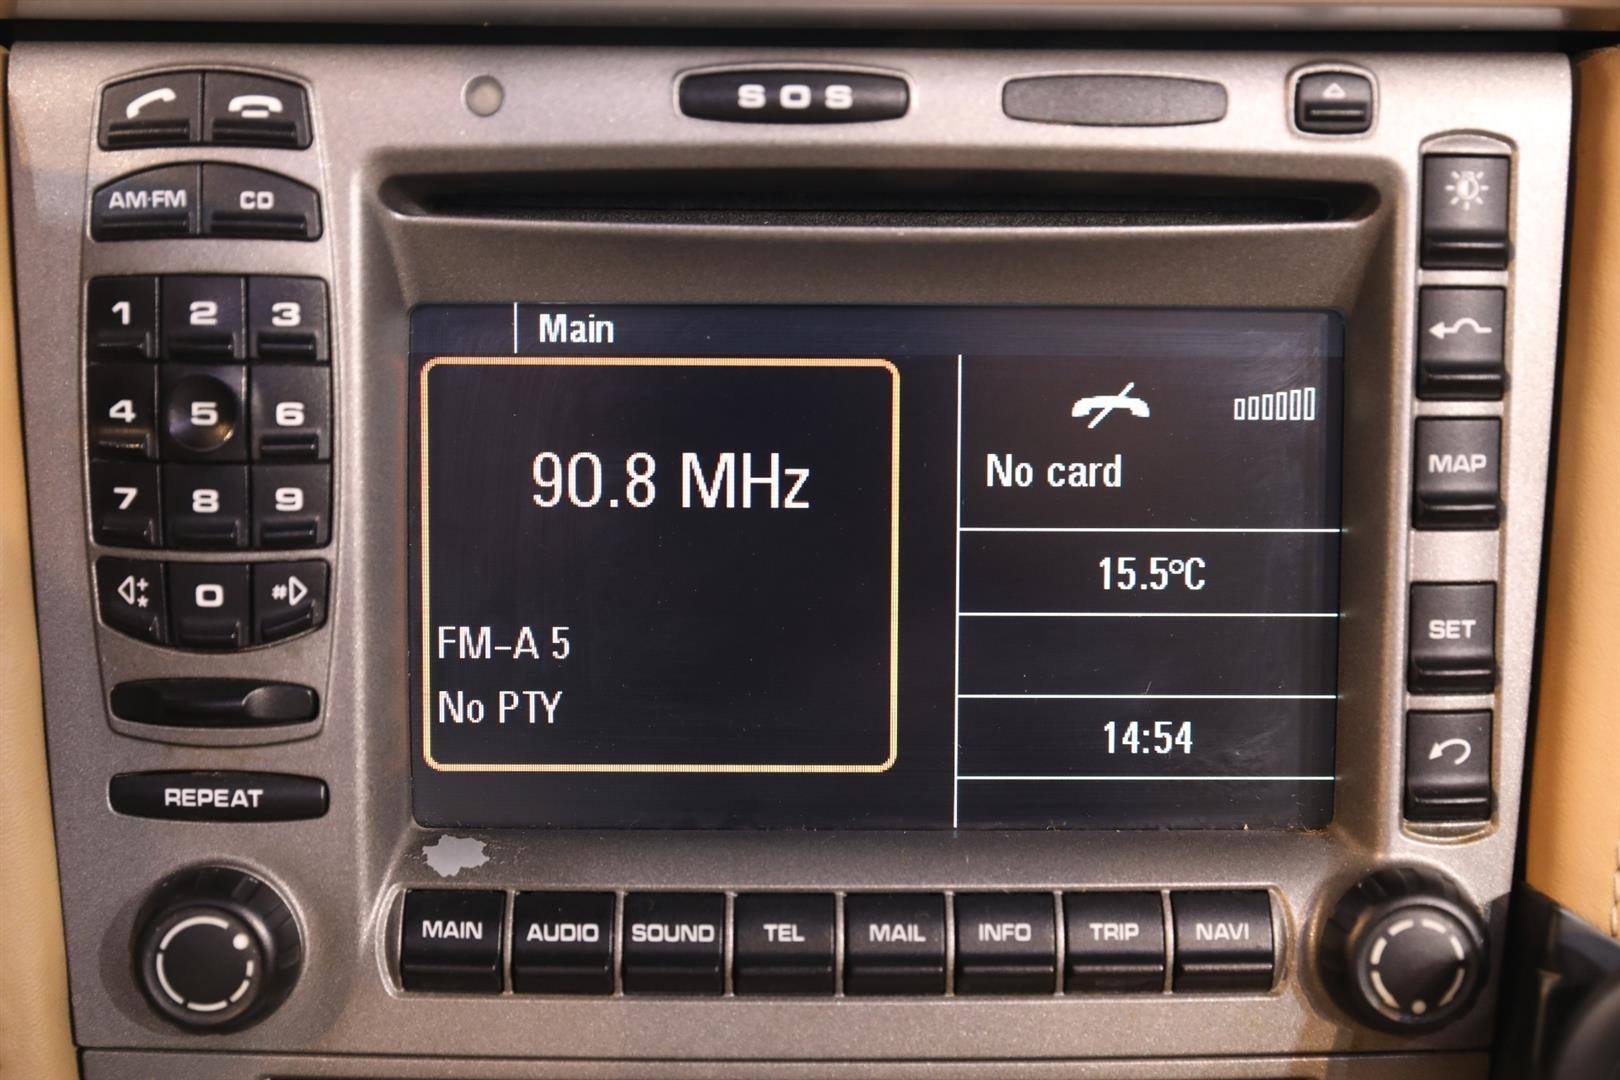 SOS
AM·FM
CD
1 2 3
4 5 6
7 8 9
+
* 0 #
REPEAT
Main
90.8 MHz
FM-A 5
No PTY
No card
15.5°C
14:54
MAP
SET
MAIN AUDIO SOUND TEL MAIL INFO TRIP NAVI